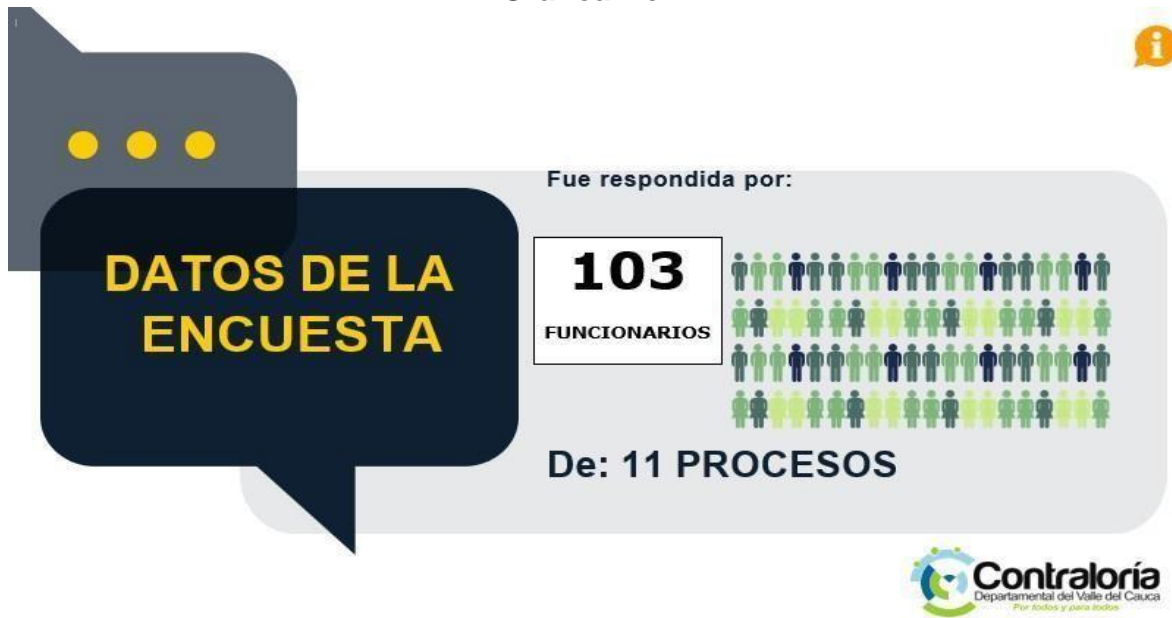 Fue respondida por:
DATOS DE LA
ENCUESTA
103
FUNCIONARIOS
De: 11 PROCESOS
i
Contraloría
Departamental del Valle del Cauca
Por todos y para todos